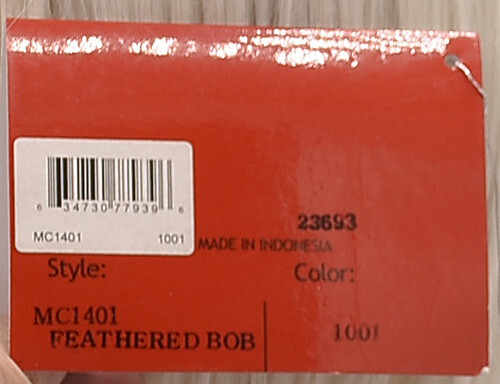 6 34730 77939 6
MC1401 1001
23693
MADE IN INDONESIA
Style: Color:
MC1401
FEATHERED BOB 1001